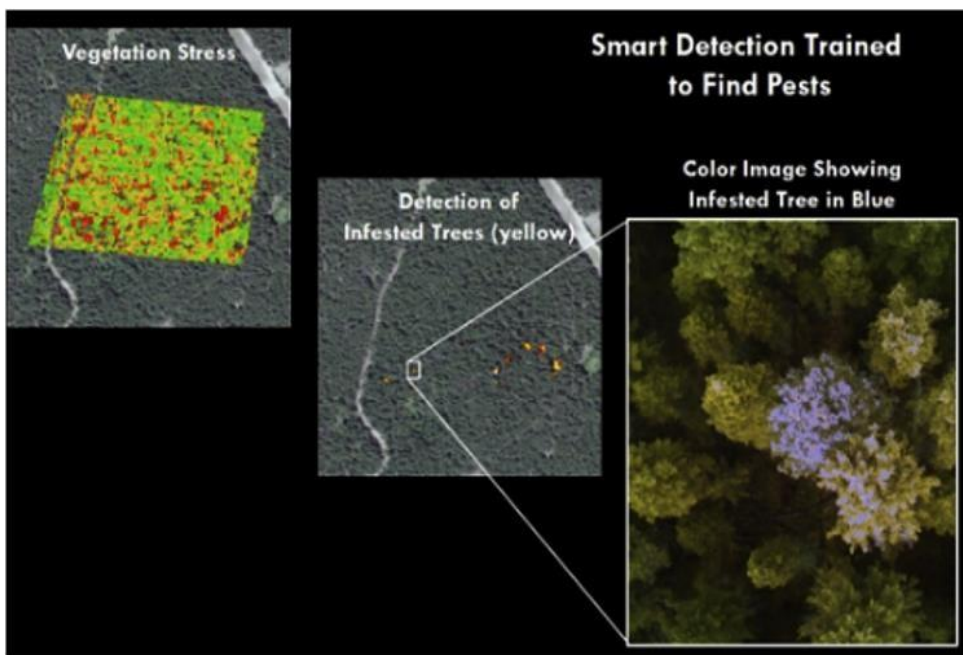 Vegetation Stress
Smart Detection Trained
to Find Pests
Detection of
Infested Trees (yellow)
Color Image Showing
Infested Tree in Blue